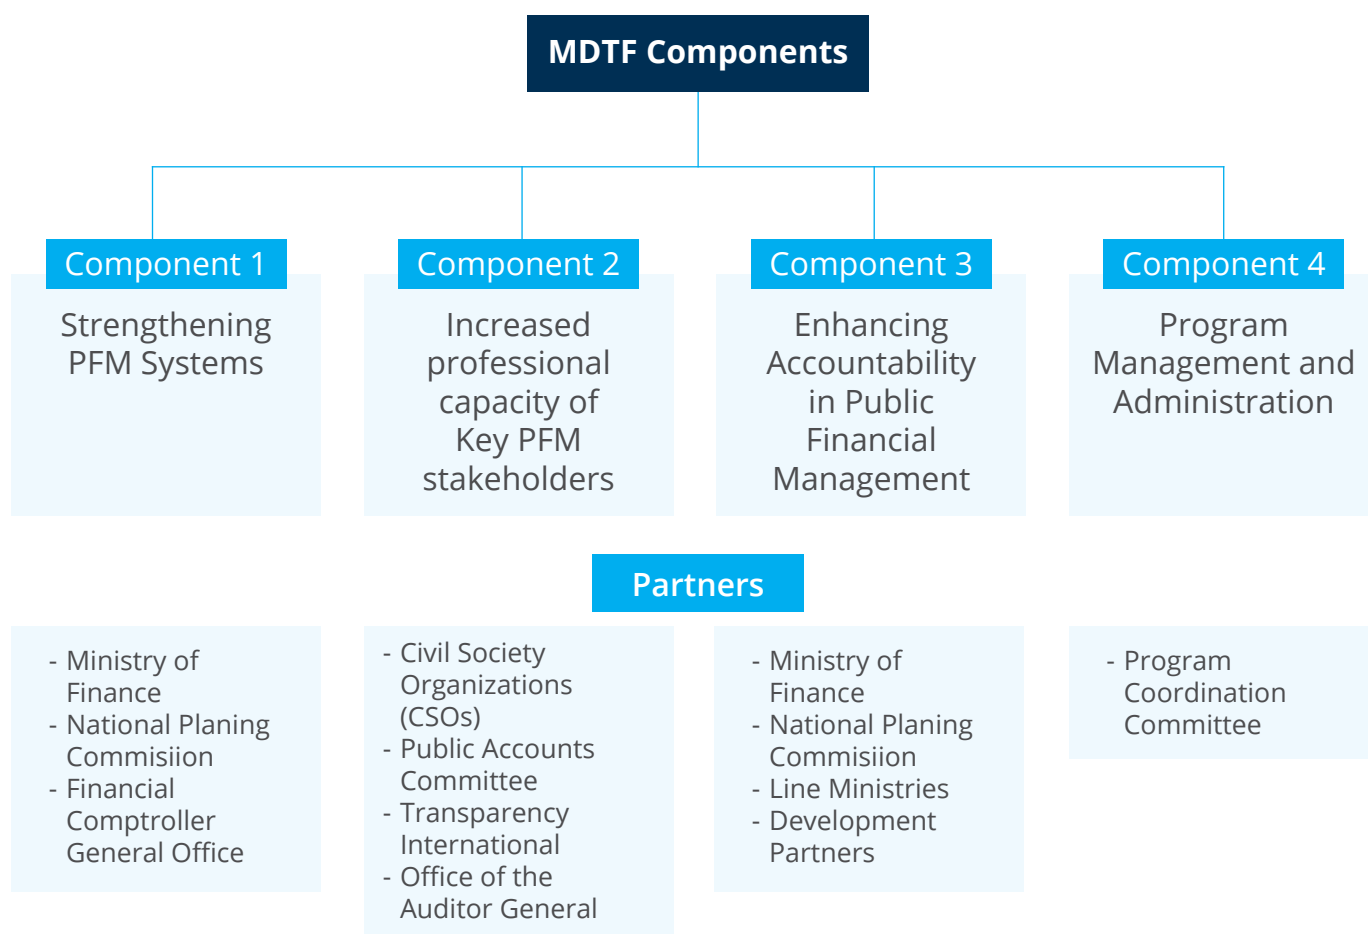 MDTF Components
Component 1
Strengthening
PFM Systems
Component 2
Increased
professional
capacity of
Key PFM
stakeholders
Component 3
Enhancing
Accountability
in Public
Financial
Management
Component 4
Program
Management and
Administration
Partners
- Ministry of
Finance
- National Planing
Commisiion
- Financial
Comptroller
General Office
- Civil Society
Organizations
(CSOs)
- Public Accounts
Committee
- Transparency
International
- Office of the
Auditor General
- Ministry of
Finance
- National Planing
Commisiion
- Line Ministries
- Development
Partners
- Program
Coordination
Committee